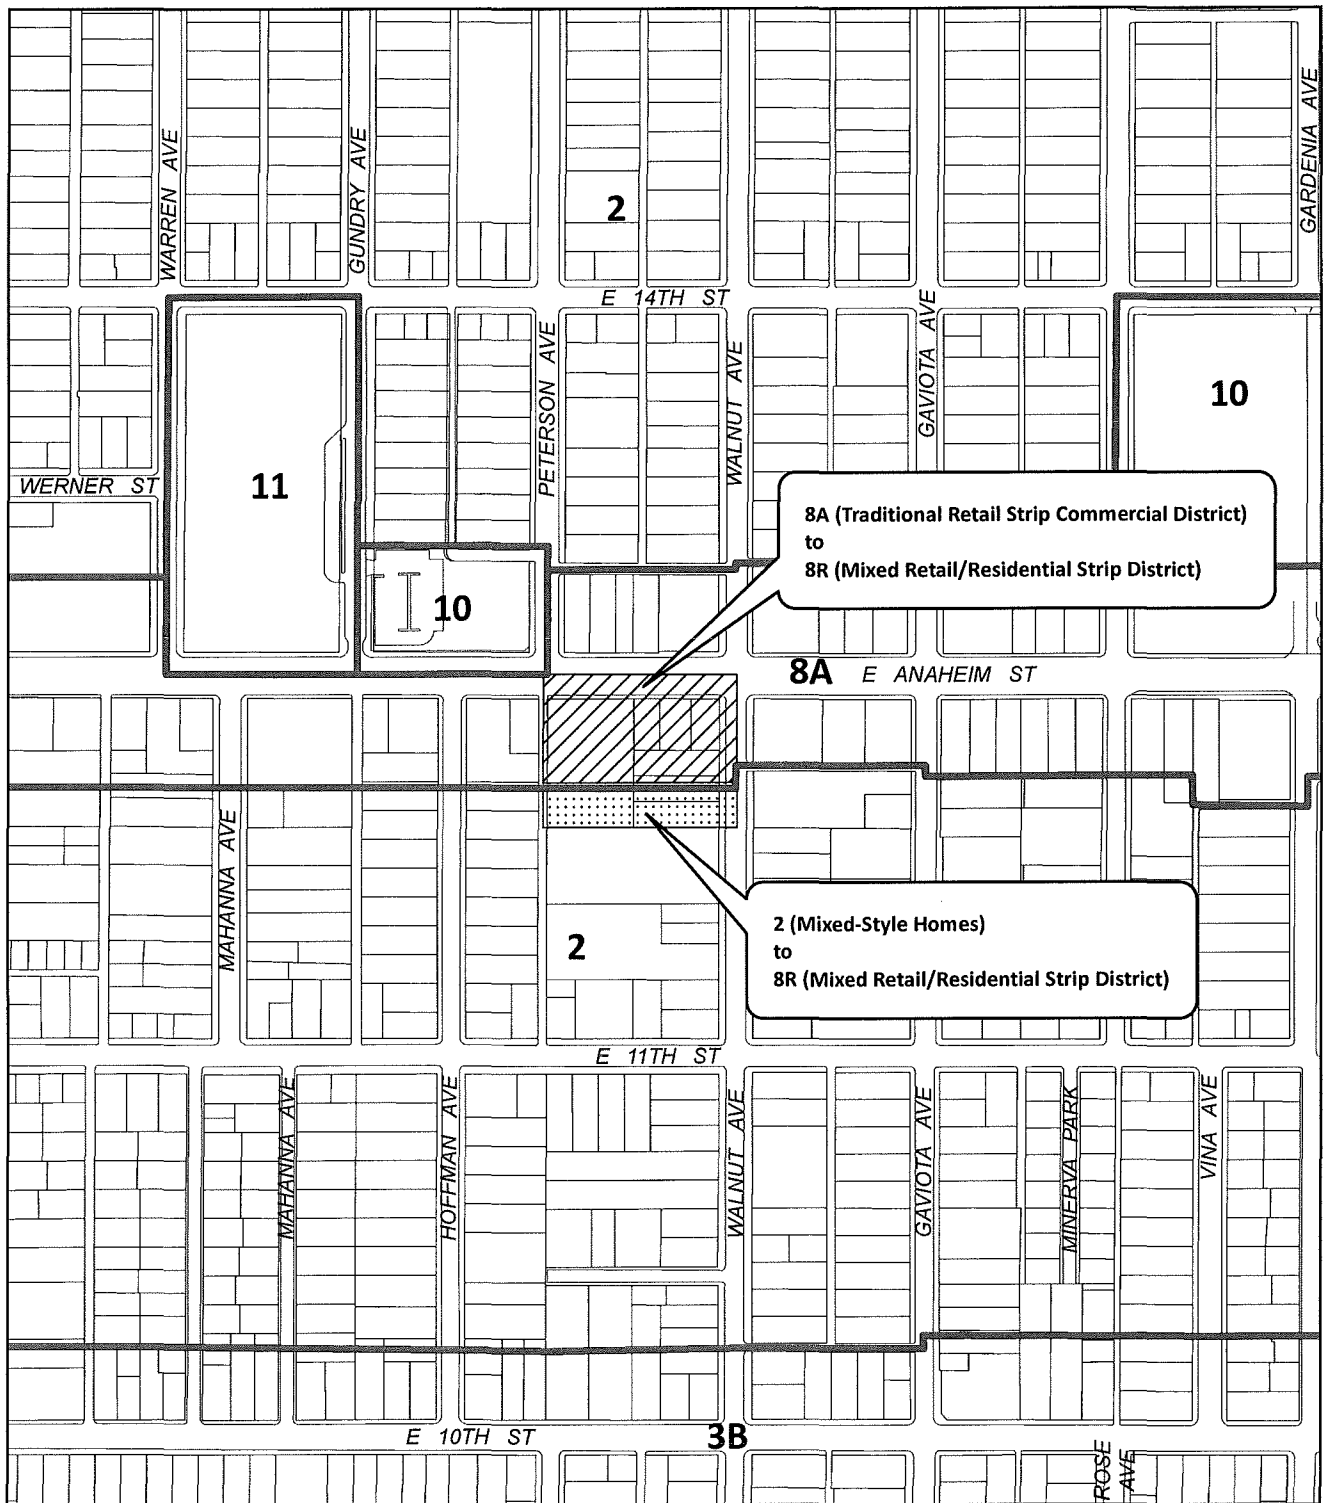 WARREN AVE
GUNDRY AVE
2
GARDENIA AVE
E 14TH ST
PETERSON AVE
WALNUT AVE
GAVIOTA AVE
10
WERNER ST
11
8A (Traditional Retail Strip Commercial District)
to
8R (Mixed Retail/Residential Strip District)
10
8A
E ANAHEIM ST
MAHANNA AVE
2
2 (Mixed-Style Homes)
to
8R (Mixed Retail/Residential Strip District)
E 11TH ST
MAHANNA AVE
HOFFMAN AVE
WALNUT AVE
GAVIOTA AVE
MINERVA PARK
VINA AVE
E 10TH ST
3B
ROSE
AVE